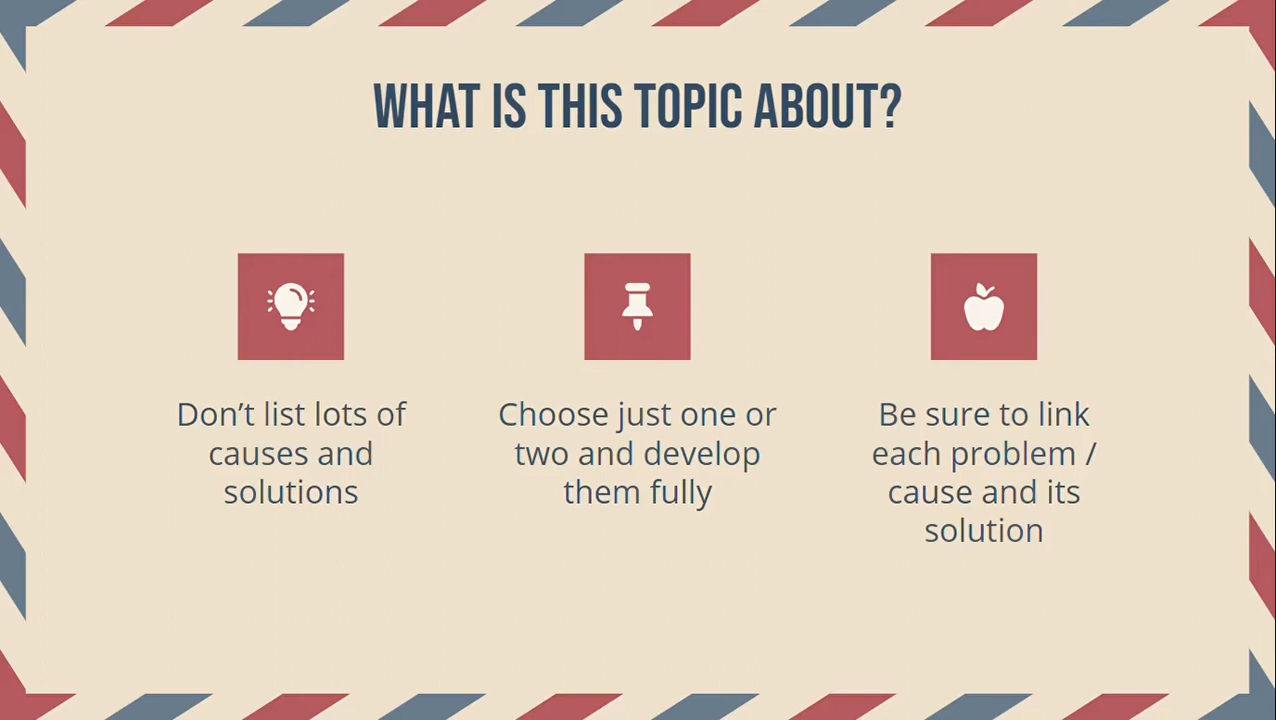 WHAT IS THIS TOPIC ABOUT?
Don’t list lots of
causes and
solutions
Choose just one or
two and develop
them fully
Be sure to link
each problem /
cause and its
solution